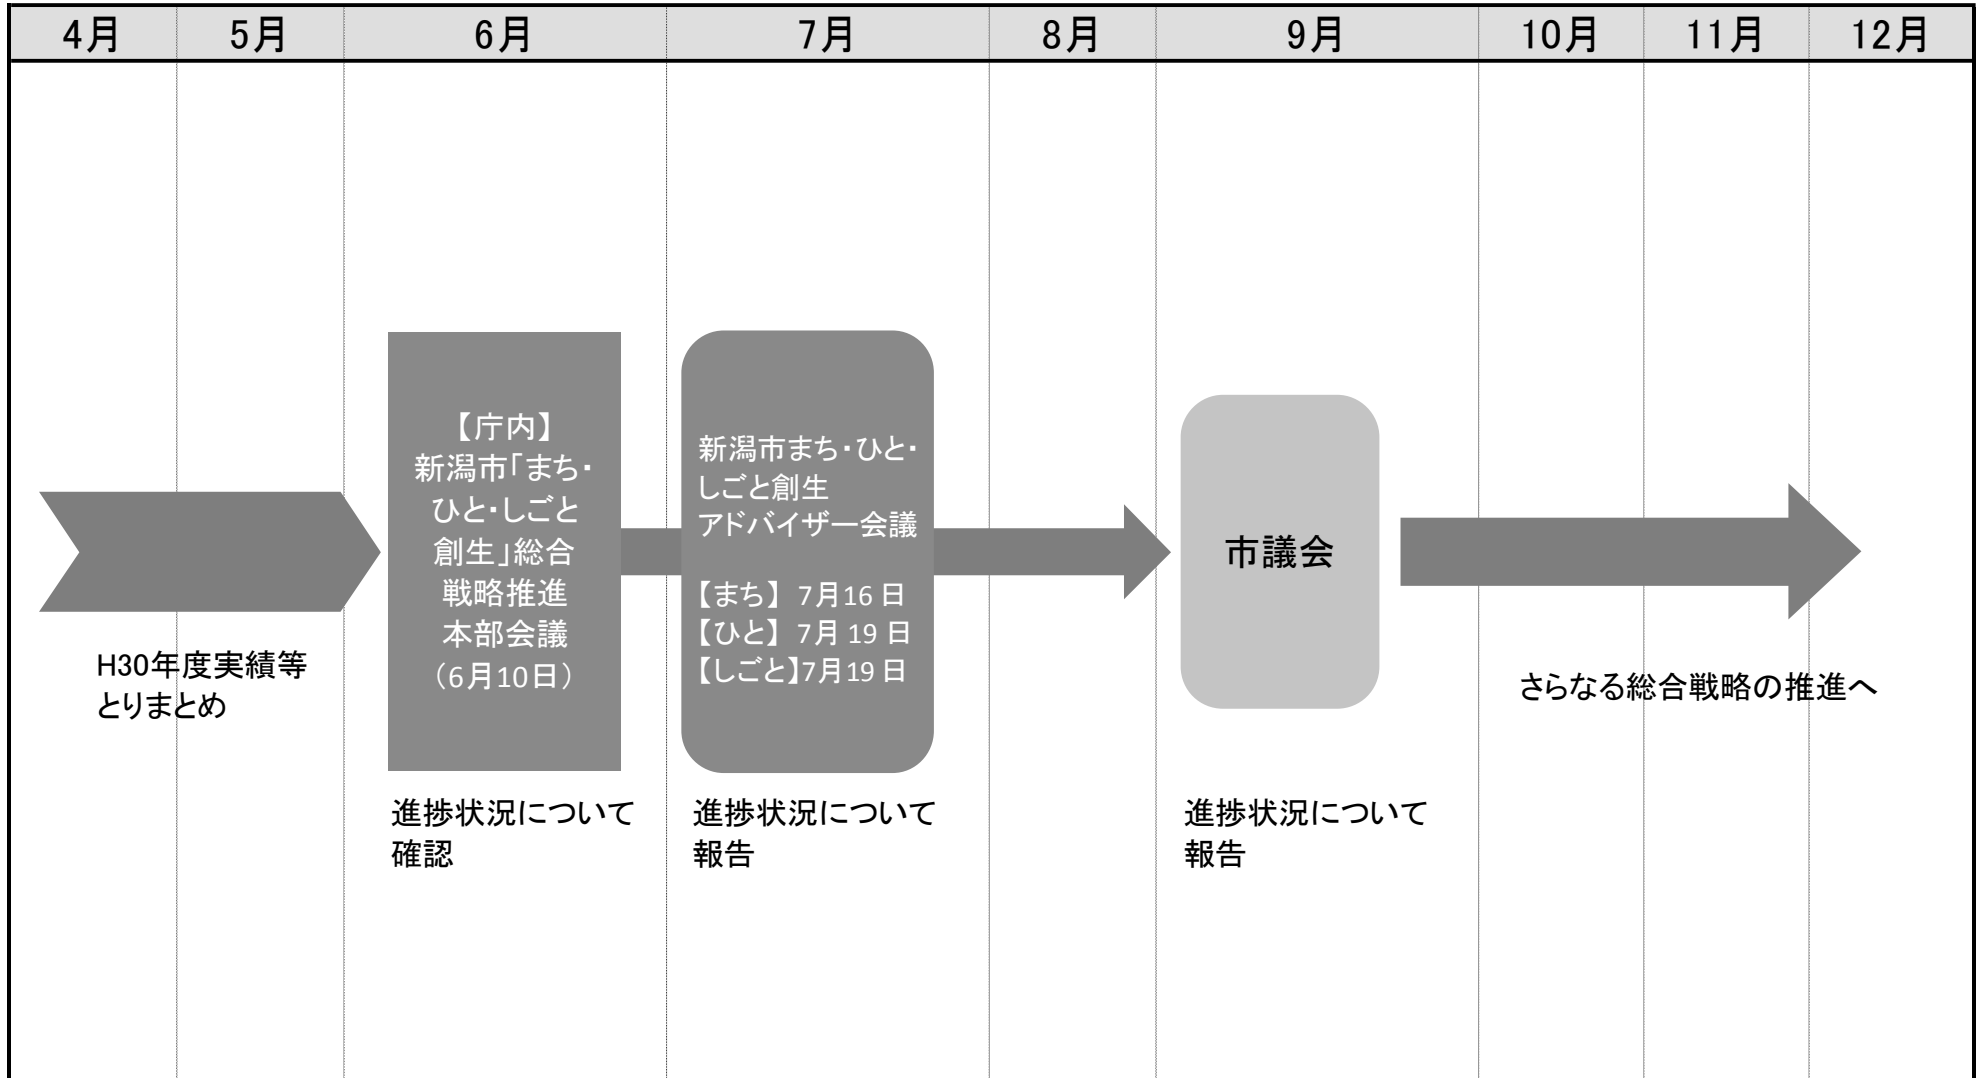 4月 5月 6月 7月 8月 9月 10月 11月 12月
H30年度実績等
とりまとめ
【庁内】
新潟市「まち・
ひと・しごと
創生」総合
戦略推進
本部会議
(6月10日)
進捗状況について
確認
新潟市まち・ひと・
しごと創生
アドバイザー会議
【まち】 7月16日
【ひと】 7月19日
【しごと】7月19日
進捗状況について
報告
市議会
進捗状況について
報告
さらなる総合戦略の推進へ